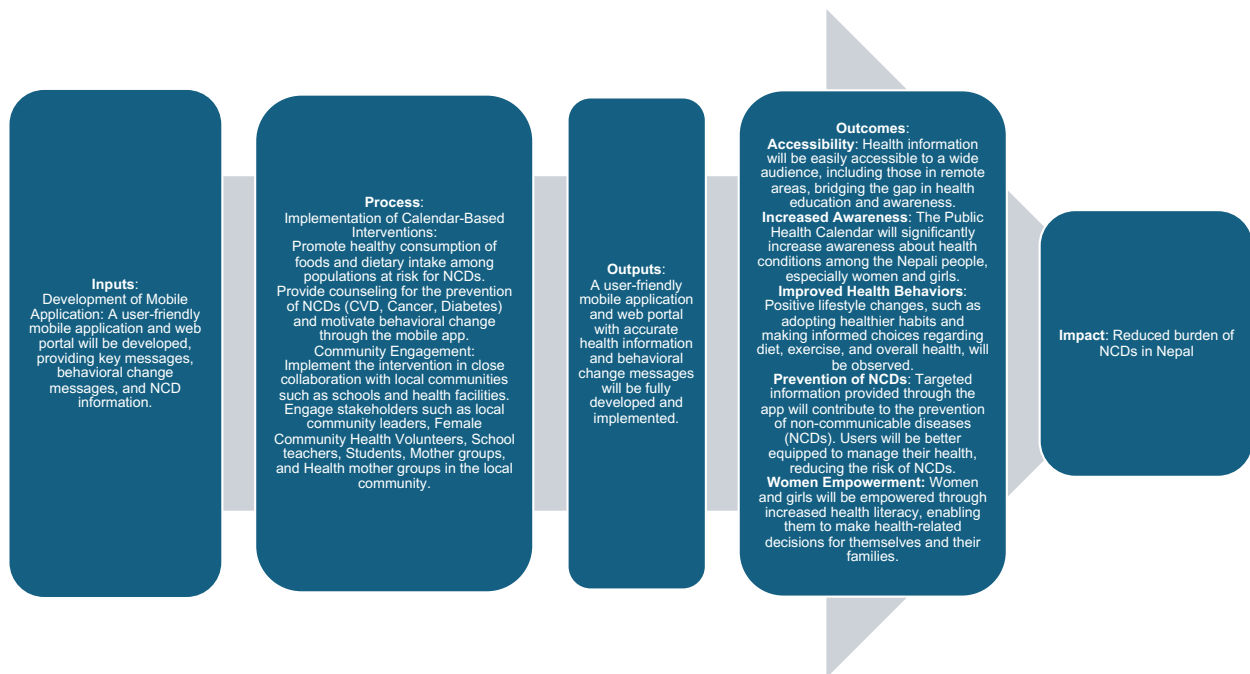 Inputs:
Development of Mobile
Application: A user-friendly
mobile application and web
portal will be developed,
providing key messages,
behavioral change
messages, and NCD
information.
Process:
Implementation of Calendar-Based
Interventions:
Promote healthy consumption of
foods and dietary intake among
populations at risk for NCDs.
Provide counseling for the prevention
of NCDs (CVD, Cancer, Diabetes)
and motivate behavioral change
through the mobile app.
Community Engagement:
Implement the intervention in close
collaboration with local communities
such as schools and health facilities.
Engage stakeholders such as local
community leaders, Female
Community Health Volunteers, School
teachers, Students, Mother groups,
and Health mother groups in the local
community.
Outputs:
A user-friendly
mobile application
and web portal
with accurate
health information
and behavioral
change messages
will be fully
developed and
implemented.
Outcomes:
Accessibility: Health information
will be easily accessible to a wide
audience, including those in remote
areas, bridging the gap in health
education and awareness.
Increased Awareness: The Public
Health Calendar will significantly
increase awareness about health
conditions among the Nepali people,
especially women and girls.
Improved Health Behaviors:
Positive lifestyle changes, such as
adopting healthier habits and
making informed choices regarding
diet, exercise, and overall health, will
be observed.
Prevention of NCDs: Targeted
information provided through the
app will contribute to the prevention
of non-communicable diseases
(NCDs). Users will be better
equipped to manage their health,
reducing the risk of NCDs.
Women Empowerment: Women
and girls will be empowered through
increased health literacy, enabling
them to make health-related
decisions for themselves and their
families.
Impact: Reduced burden of
NCDs in Nepal